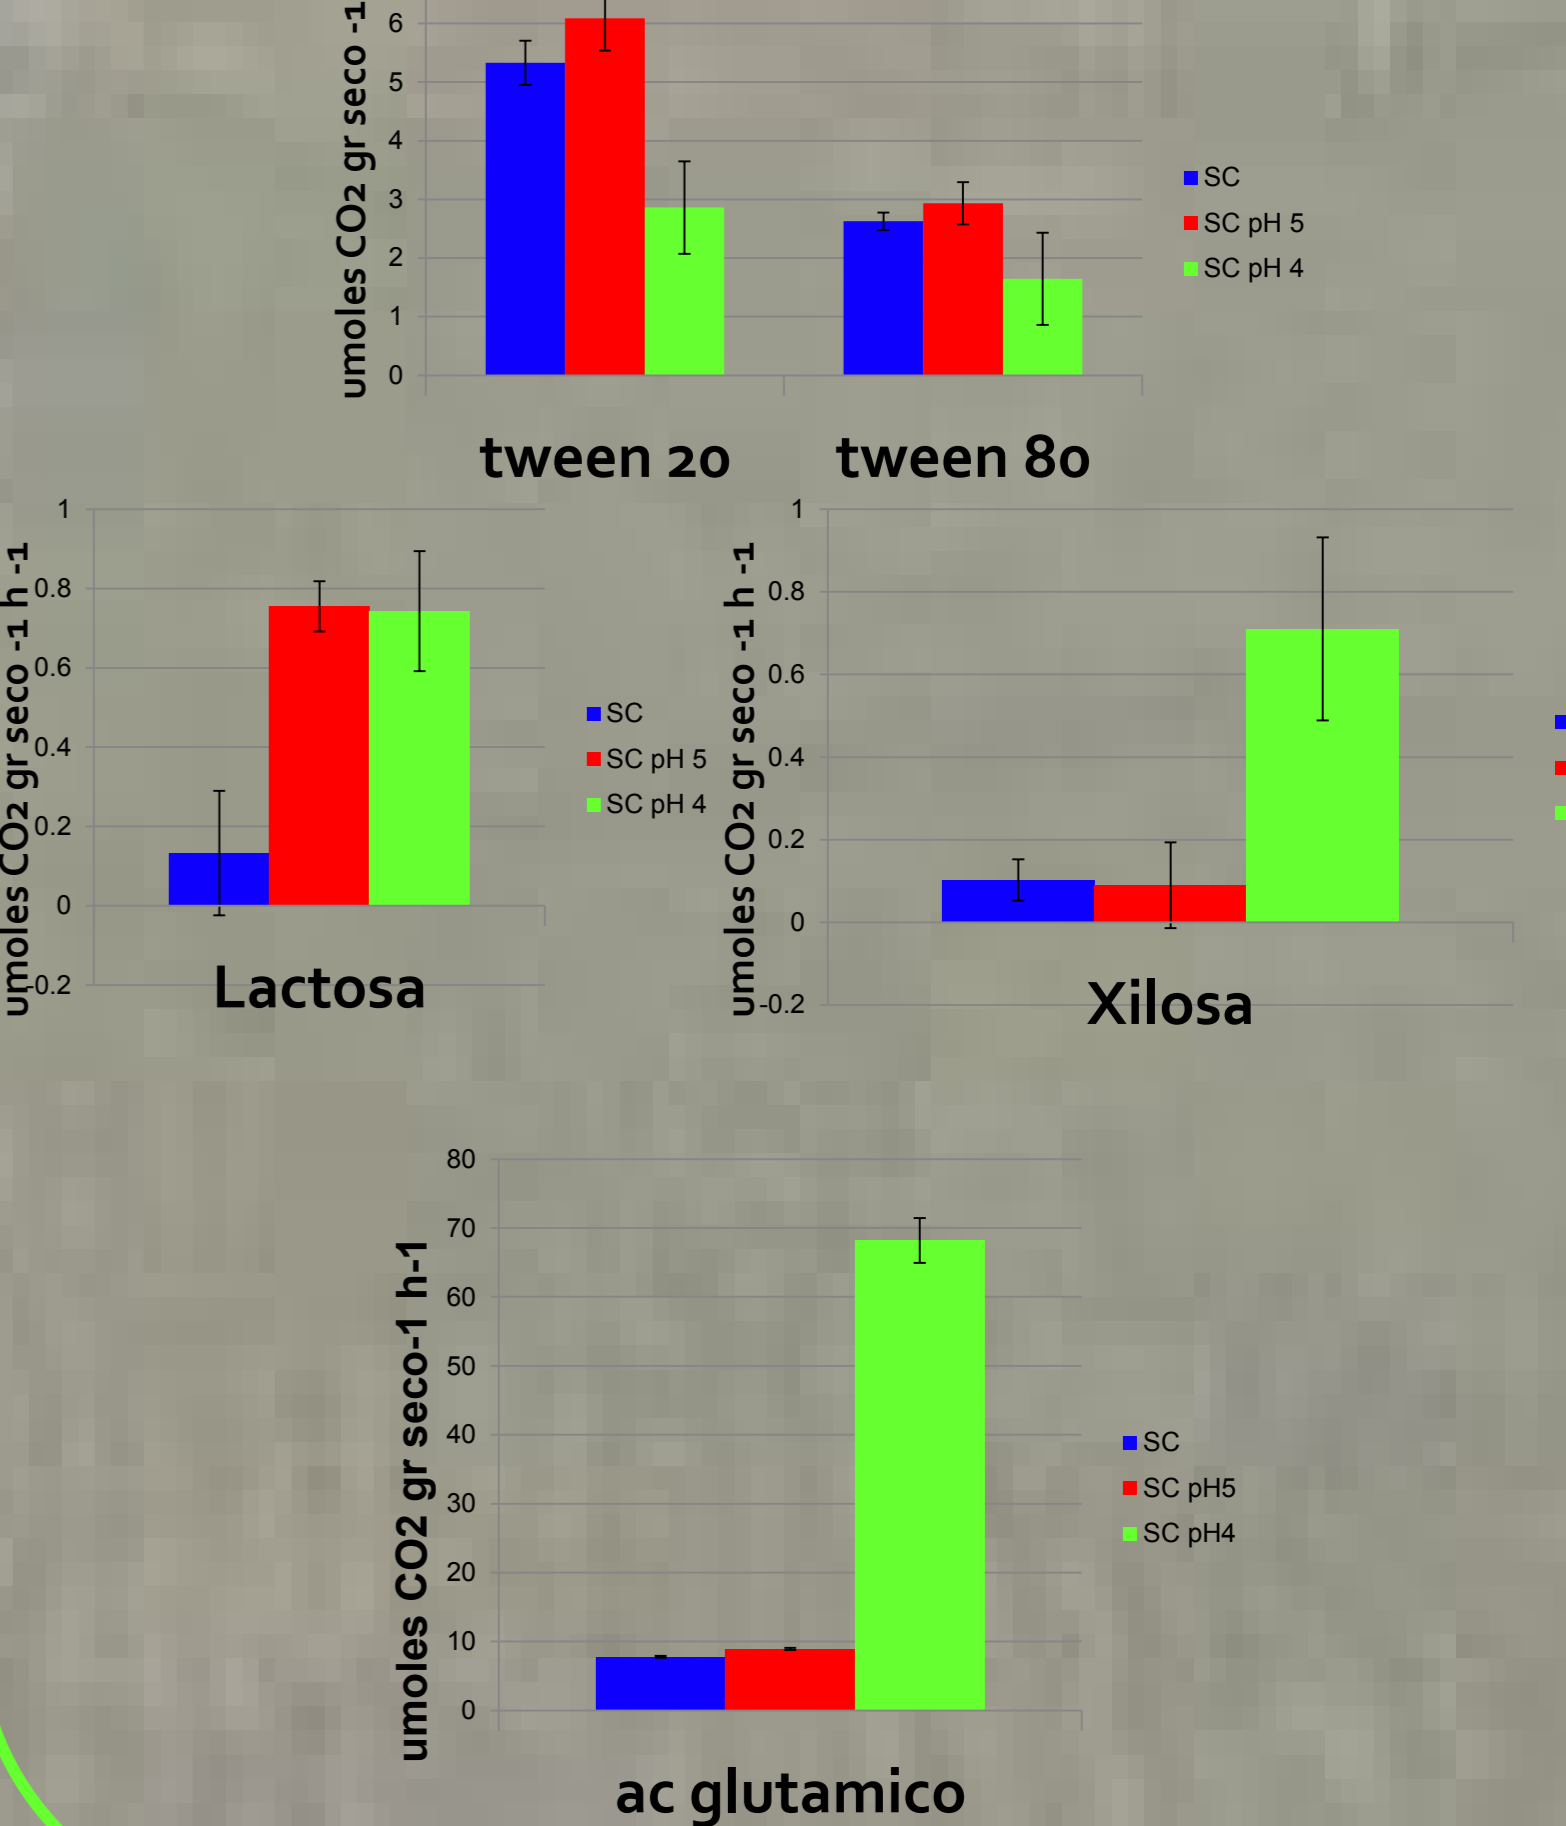 umoles CO2 gr seco -1
6
5
4
3
2
1
0
SC
SC pH 5
SC pH 4
tween 20
tween 80
umoles CO2 gr seco -1 h -1
1
0.8
0.6
0.4
0.2
0
-0.2
SC
SC pH 5
SC pH 4
Lactosa
umoles CO2 gr seco -1 h -1
1
0.8
0.6
0.4
0.2
0
-0.2
Xilosa
umoles CO2 gr seco-1 h-1
80
70
60
50
40
30
20
10
0
SC
SC pH5
SC pH4
ac glutamico